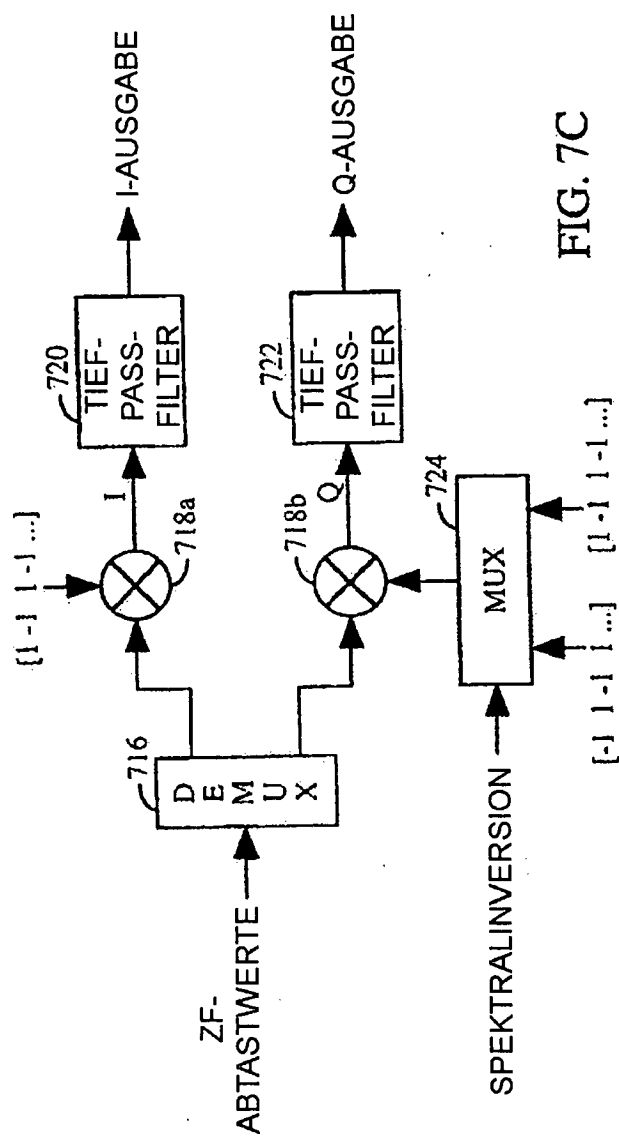 ZF-
ABTASTWERTE
716
D
E
M
U
X
[1 -1 1 -1 ...]
718a
I
720
TIEF-
PASS-
FILTER
I-AUSGABE
718b
Q
722
TIEF-
PASS-
FILTER
Q-AUSGABE
SPEKTRALINVERSION
MUX
724
[-1 1 -1 1 ...]
[1 -1 1 -1 ...]
FIG. 7C